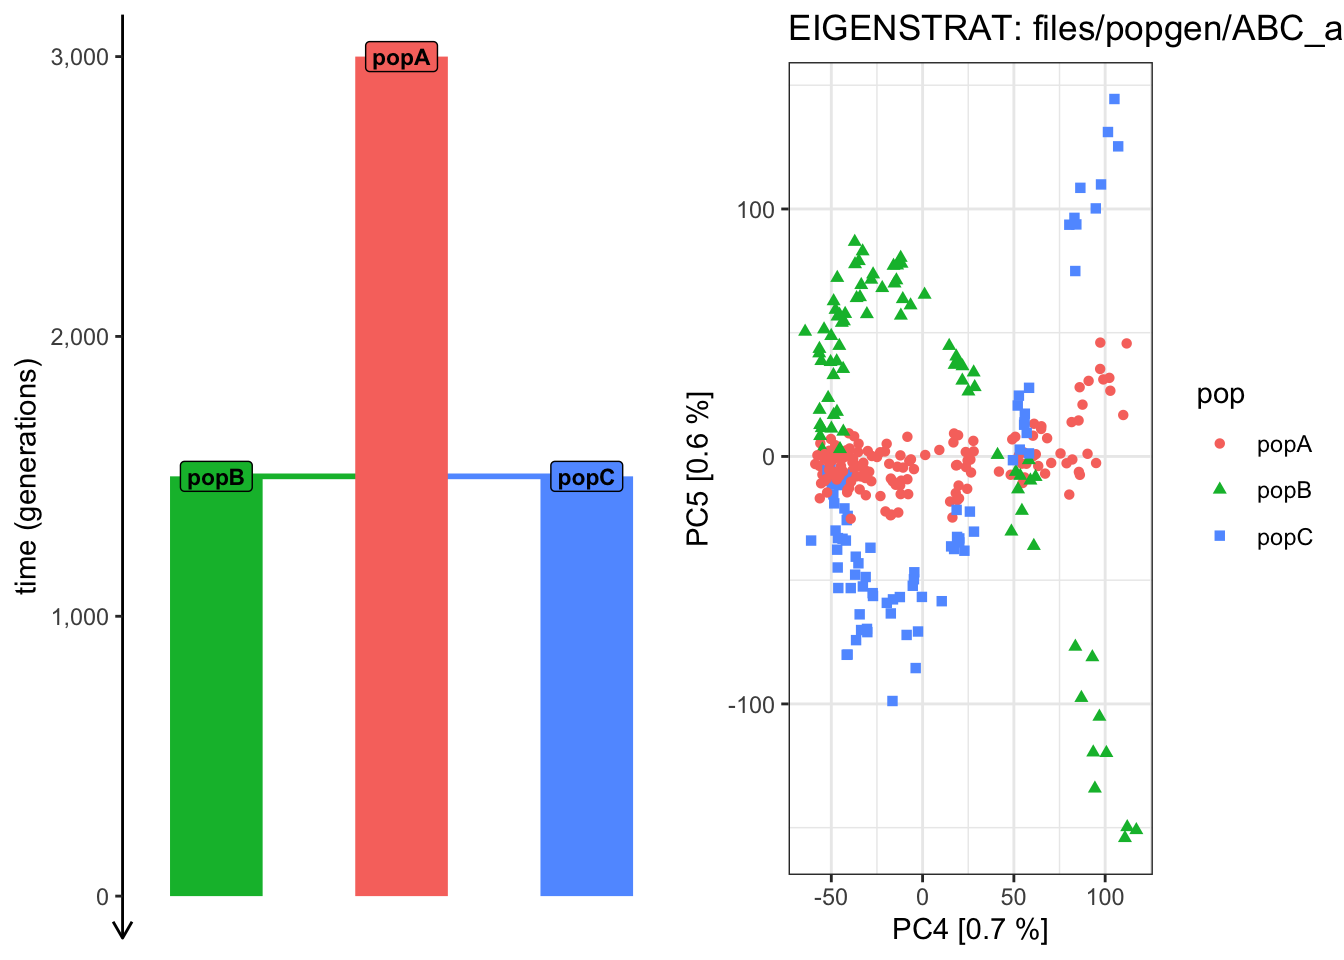 time (generations)
3,000
2,000
1,000
0
popA
popB
popC
EIGENSTRAT: files/popgen/ABC_a
PC5 [0.6 %]
100
0
-100
-50
0
50
100
PC4 [0.7 %]
pop
popA
popB
popC